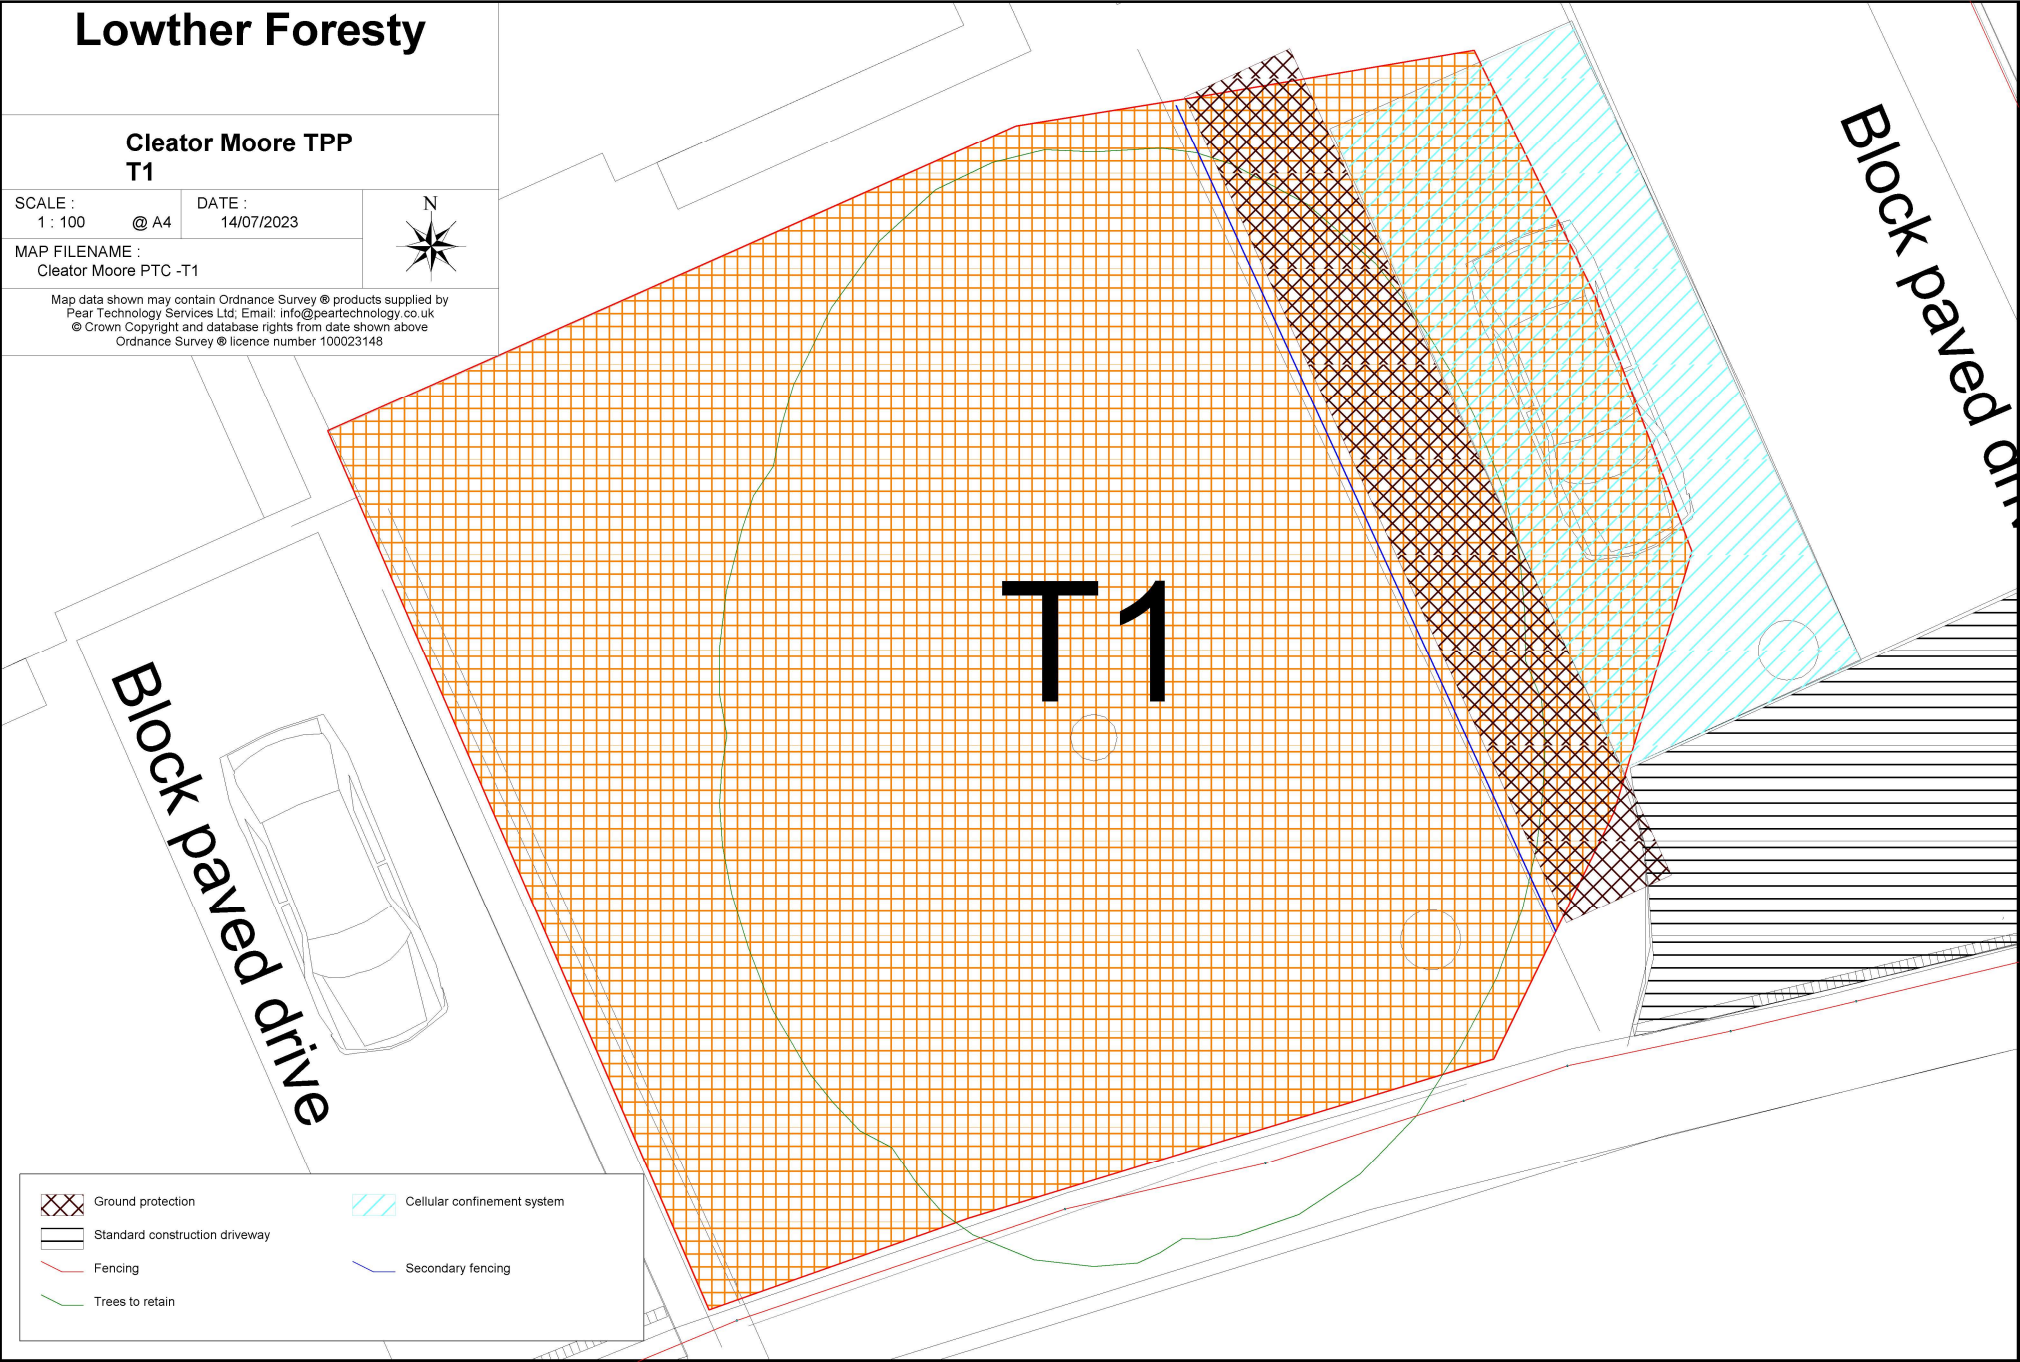 Lowther Foresty
Cleator Moore TPP
T1
SCALE :
1 : 100 @ A4
DATE :
14/07/2023
N
MAP FILENAME :
Cleator Moore PTC -T1
Map data shown may contain Ordnance Survey ® products supplied by
Pear Technology Services Ltd; Email: info@peartechnology.co.uk
© Crown Copyright and database rights from date shown above
Ordnance Survey ® licence number 100023148
Block paved driv
T1
Block paved drive
Ground protection
Cellular confinement system
Standard construction driveway
Fencing
Secondary fencing
Trees to retain